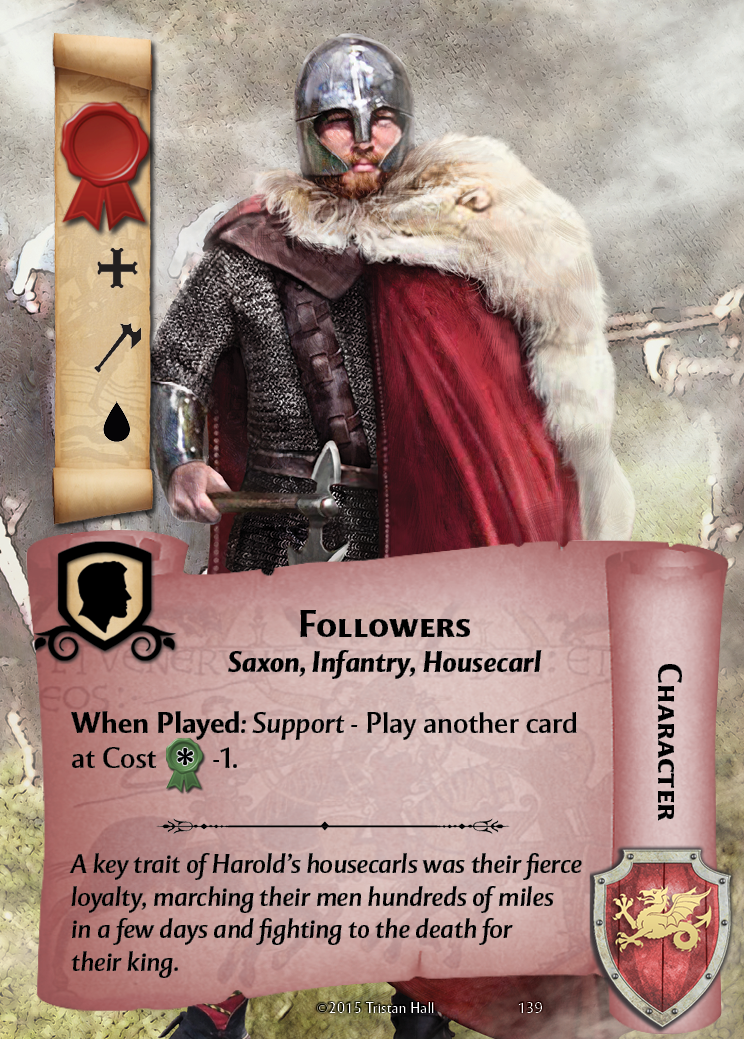 Followers
Saxon, Infantry, Housecarl
When Played: Support - Play another card
at Cost * -1.
Character
A key trait of Harold's housecarls was their fierce
loyalty, marching their men hundreds of miles
in a few days and fighting to the death for
their king.
©2015 Tristan Hall
139